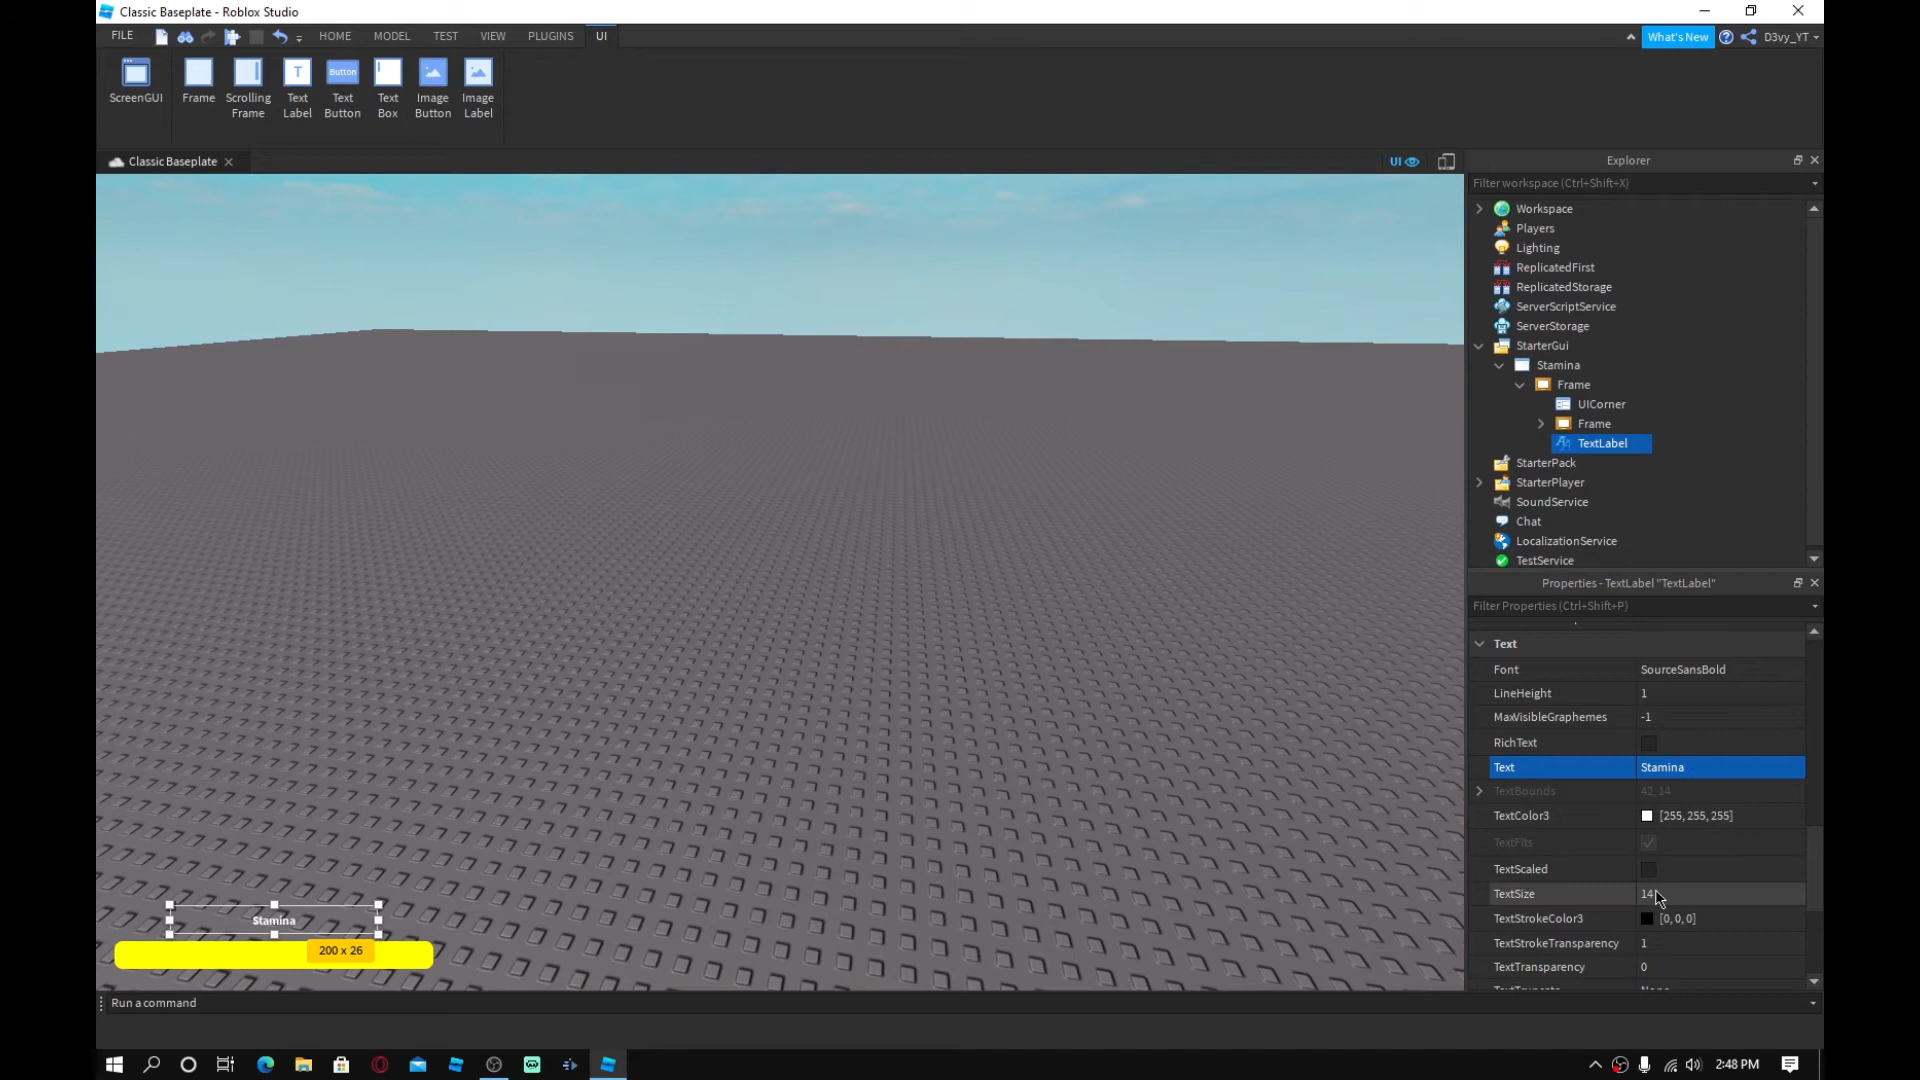 Classic Baseplate - Roblox Studio
FILE HOME MODEL TEST VIEW PLUGINS UI What's New D3vy_YT
ScreenGUI Frame Scrolling Frame Text Label Text Button Text Box Image Button Image Label
Button
T
Classic Baseplate UI
Explorer
Filter workspace (Ctrl+Shift+X)
Workspace
Players
Lighting
ReplicatedFirst
ReplicatedStorage
ServerScriptService
ServerStorage
StarterGui
Stamina
Frame
UICorner
Frame
TextLabel
StarterPack
StarterPlayer
SoundService
Chat
LocalizationService
TestService
Properties - TextLabel "TextLabel"
Filter Properties (Ctrl+Shift+P)
Text
Font SourceSansBold
LineHeight 1
MaxVisibleGraphemes -1
RichText
Text Stamina
TextBounds 42, 14
TextColor3 [255, 255, 255]
TextFits
TextScaled
TextSize 14
TextStrokeColor3 [0, 0, 0]
TextStrokeTransparency 1
TextTransparency 0
Stamina
200 x 26
Run a command
2:48 PM